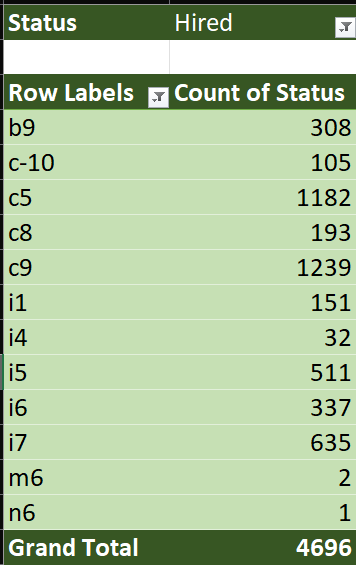 Status Hired
Row Labels Count of Status
b9 308
c-10 105
c5 1182
c8 193
c9 1239
i1 151
i4 32
i5 511
i6 337
i7 635
m6 2
n6 1
Grand Total 4696